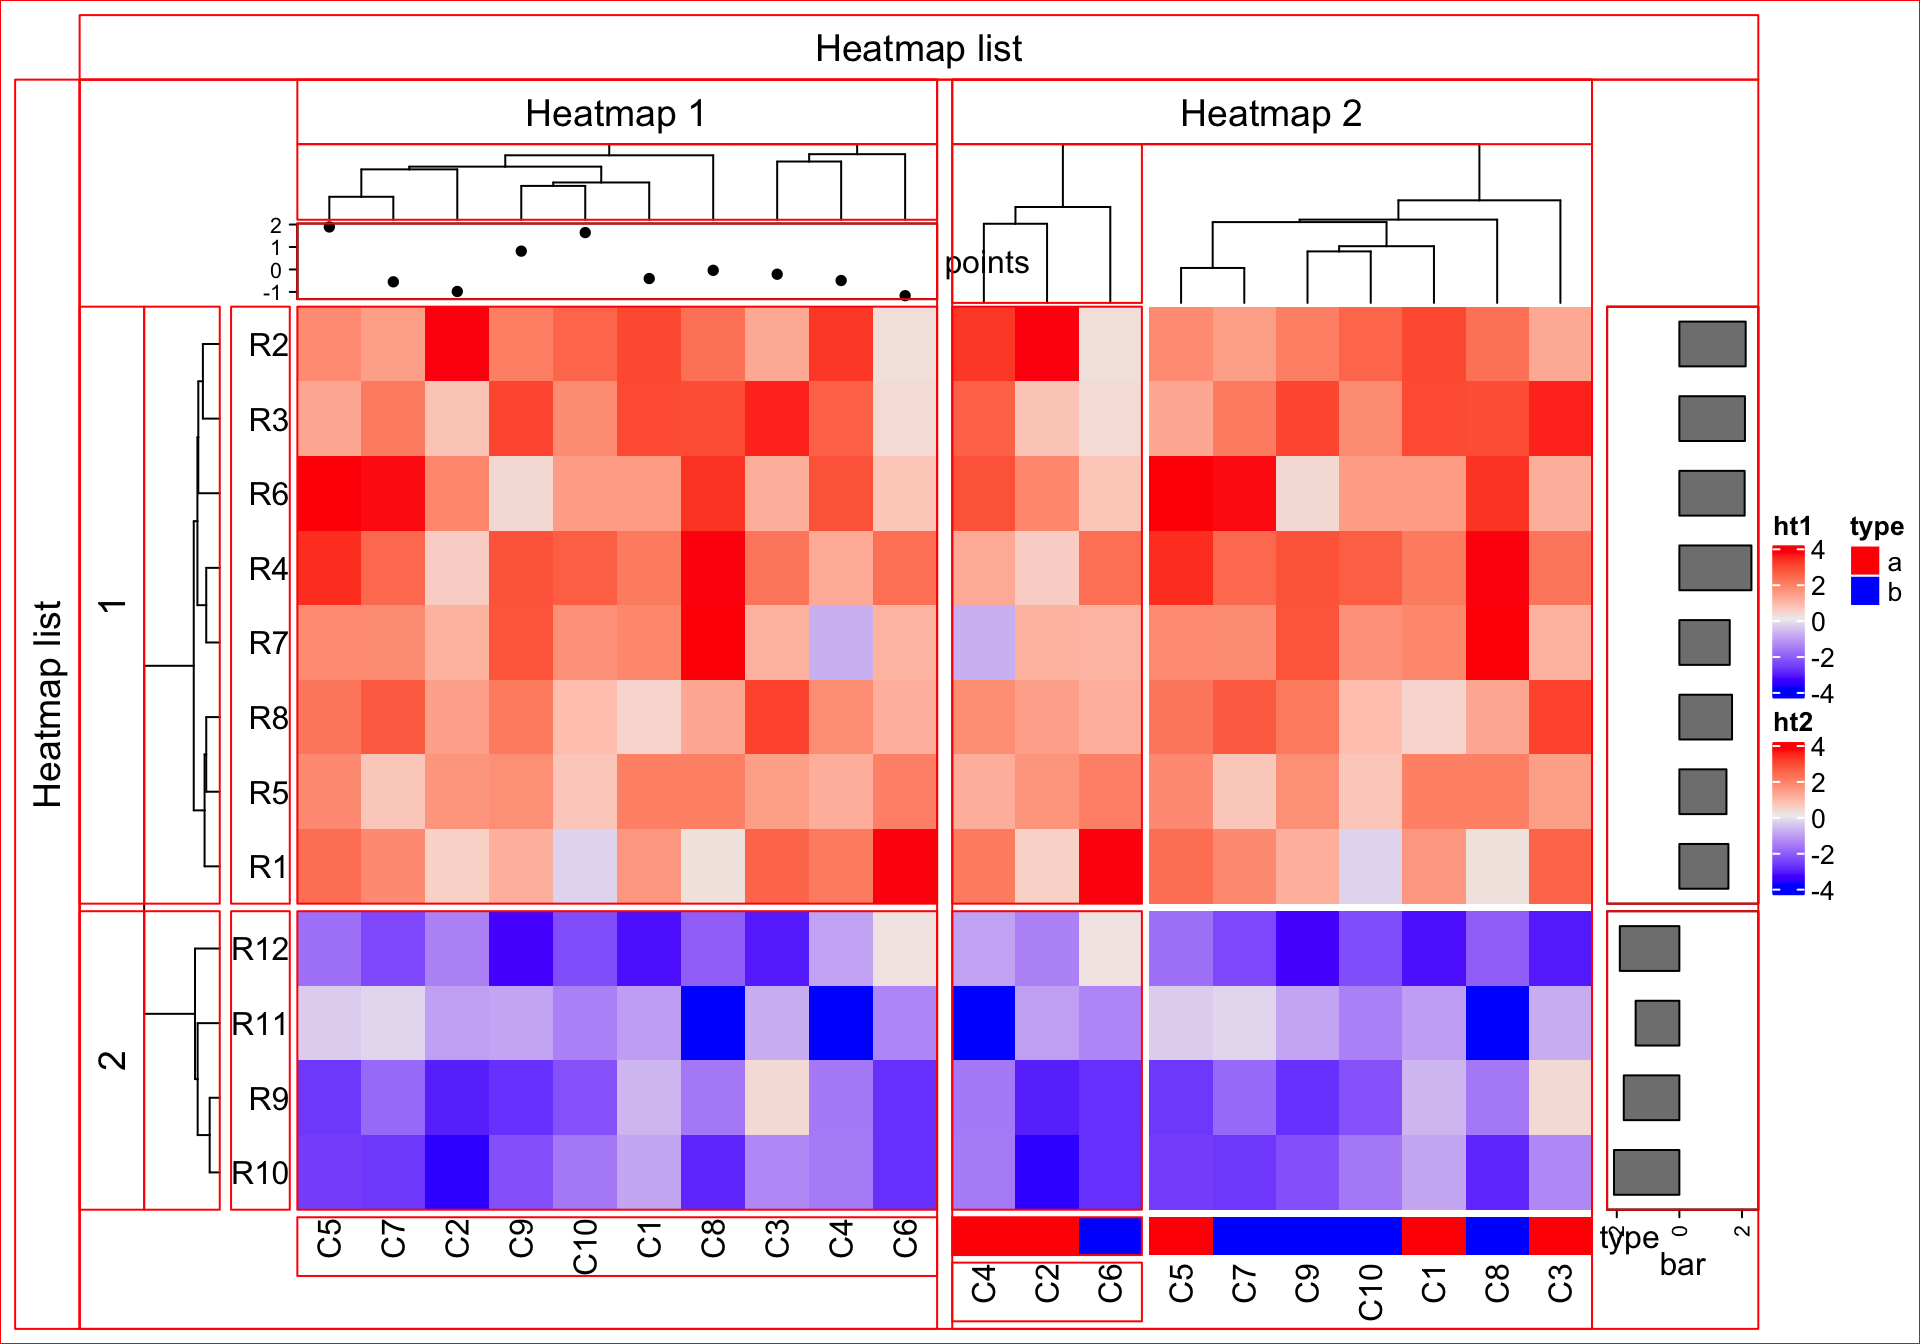 Heatmap list
Heatmap list
Heatmap 1
Heatmap 2
2
1
0
-1
points
1
2
R2
R3
R6
R4
R7
R8
R5
R1
R12
R11
R9
R10
C5 C7 C2 C9 C10 C1 C8 C3 C4 C6
C4 C2 C6 C5 C7 C9 C10 C1 C8 C3
type
-2 0 2
bar
ht1
4
2
0
-2
-4
type
a
b
ht2
4
2
0
-2
-4